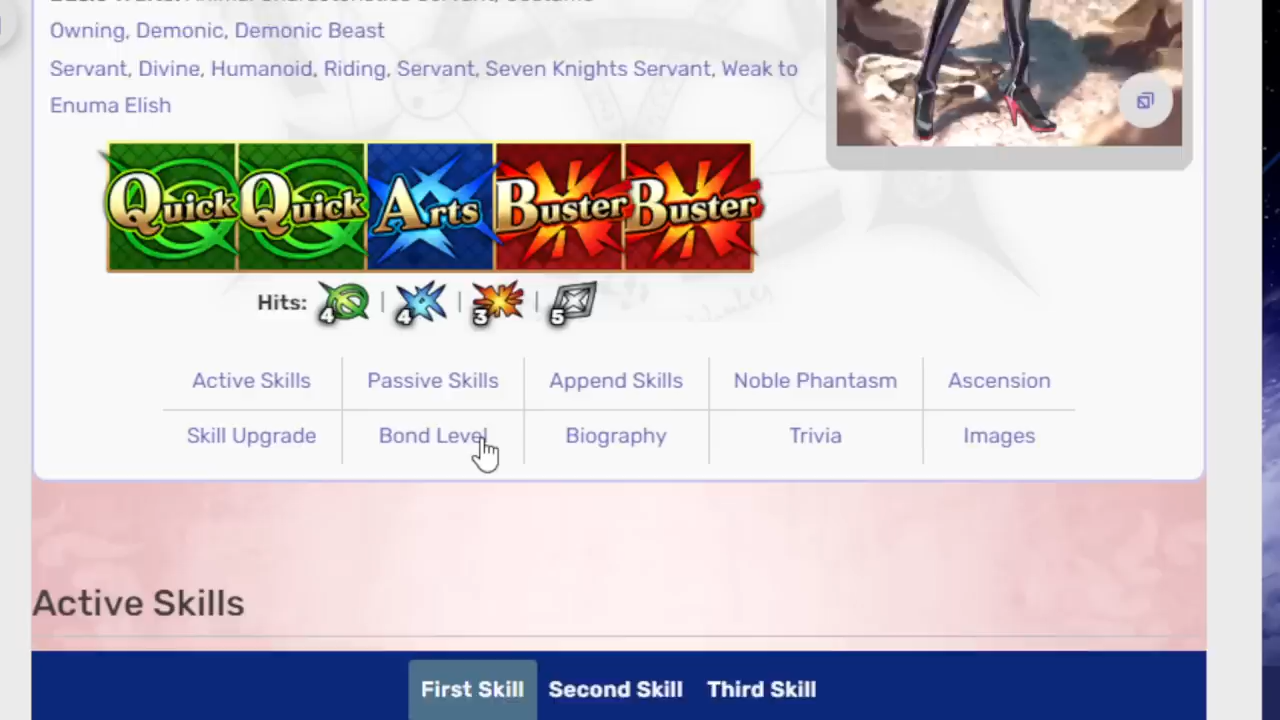 Owning, Demonic, Demonic Beast
Servant, Divine, Humanoid, Riding, Servant, Seven Knights Servant, Weak to
Enuma Elish
Quick Quick Arts Buster Buster
Hits: 4 | 4 | 3 | 5
Active Skills Passive Skills Append Skills Noble Phantasm Ascension
Skill Upgrade Bond Level Biography Trivia Images
Active Skills
First Skill Second Skill Third Skill